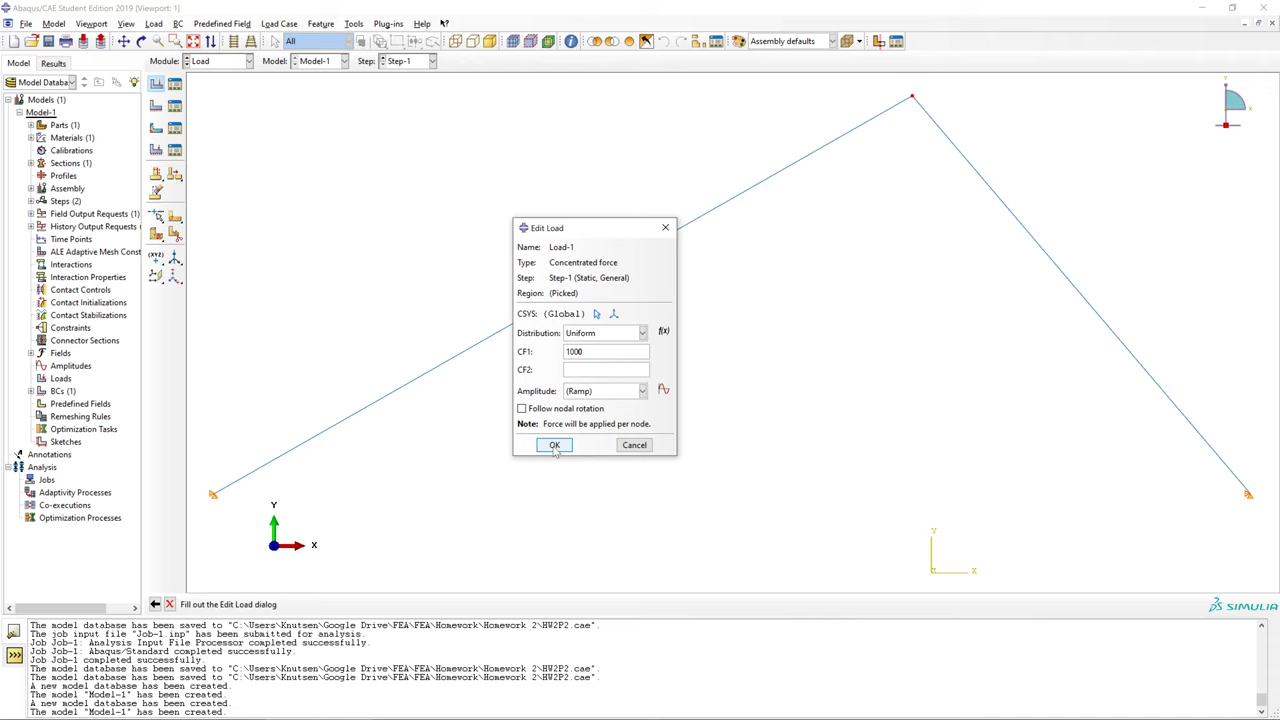 Abaqus/CAE Student Edition 2019 [Viewport: 1]
File Model Viewport View Load BC Predefined Field Load Case Feature Tools Plug-ins Help
All
Assembly defaults
Model Results
Module: Load Model: Model-1 Step: Step-1
Model Databa
Models (1)
Model-1
Parts (1)
Materials (1)
Calibrations
Sections (1)
Profiles
Assembly
Steps (2)
Field Output Requests (1)
History Output Requests (1)
Time Points
ALE Adaptive Mesh Const
Interactions
Interaction Properties
Contact Controls
Contact Initializations
Contact Stabilizations
Constraints
Connector Sections
Fields
Amplitudes
Loads
BCs (1)
Predefined Fields
Remeshing Rules
Optimization Tasks
Sketches
Annotations
Analysis
Jobs
Adaptivity Processes
Co-executions
Optimization Processes
(XYZ)
Y
X
Edit Load
Name: Load-1
Type: Concentrated force
Step: Step-1 (Static, General)
Region: (Picked)
CSYS: (Global)
Distribution: Uniform f(x)
CF1: 1000
CF2:
Amplitude: (Ramp)
Follow nodal rotation
Note: Force will be applied per node.
OK Cancel
Y
X
Y
X
Fill out the Edit Load dialog
SIMULIA
The model database has been saved to "C:\Users\Knutsen\Google Drive\FEA\FEA\Homework\Homework 2\HW2P2.cae".
The job input file "Job-1.inp" has been submitted for analysis.
Job Job-1: Analysis Input File Processor completed successfully.
Job Job-1: Abaqus/Standard completed successfully.
Job Job-1 completed successfully.
The model database has been saved to "C:\Users\Knutsen\Google Drive\FEA\FEA\Homework\Homework 2\HW2P2.cae".
The model database has been saved to "C:\Users\Knutsen\Google Drive\FEA\FEA\Homework\Homework 2\HW2P2.cae".
A new model database has been created.
The model "Model-1" has been created.
A new model database has been created.
The model "Model-1" has been created.